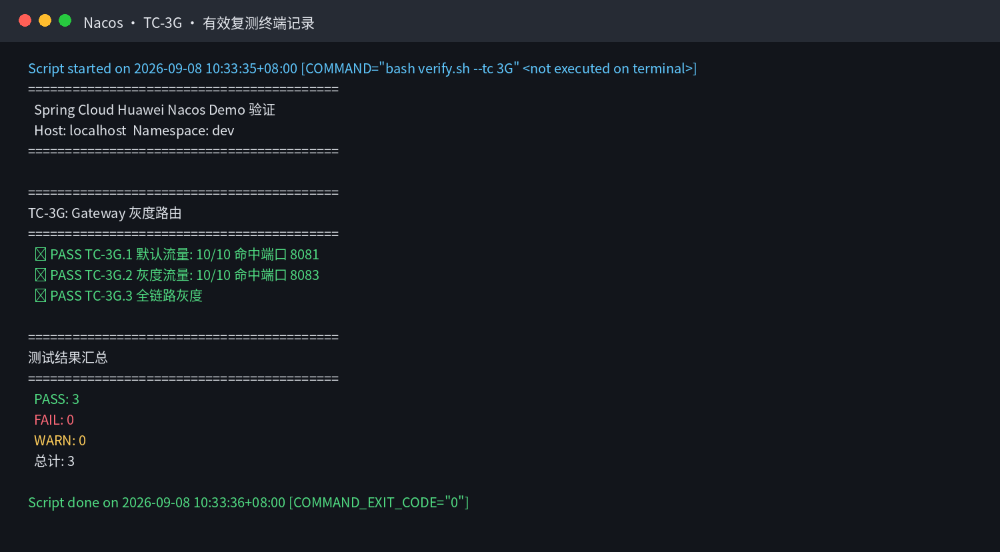 Nacos · TC-3G · 有效复测终端记录
Script started on 2026-09-08 10:33:35+08:00 [COMMAND="bash verify.sh --tc 3G" <not executed on terminal>]
==========================================
Spring Cloud Huawei Nacos Demo 验证
Host: localhost  Namespace: dev
==========================================
==========================================
TC-3G: Gateway 灰度路由
==========================================
PASS TC-3G.1 默认流量: 10/10 命中端口 8081
PASS TC-3G.2 灰度流量: 10/10 命中端口 8083
PASS TC-3G.3 全链路灰度
==========================================
测试结果汇总
==========================================
PASS: 3
FAIL: 0
WARN: 0
总计: 3
Script done on 2026-09-08 10:33:36+08:00 [COMMAND_EXIT_CODE="0"]